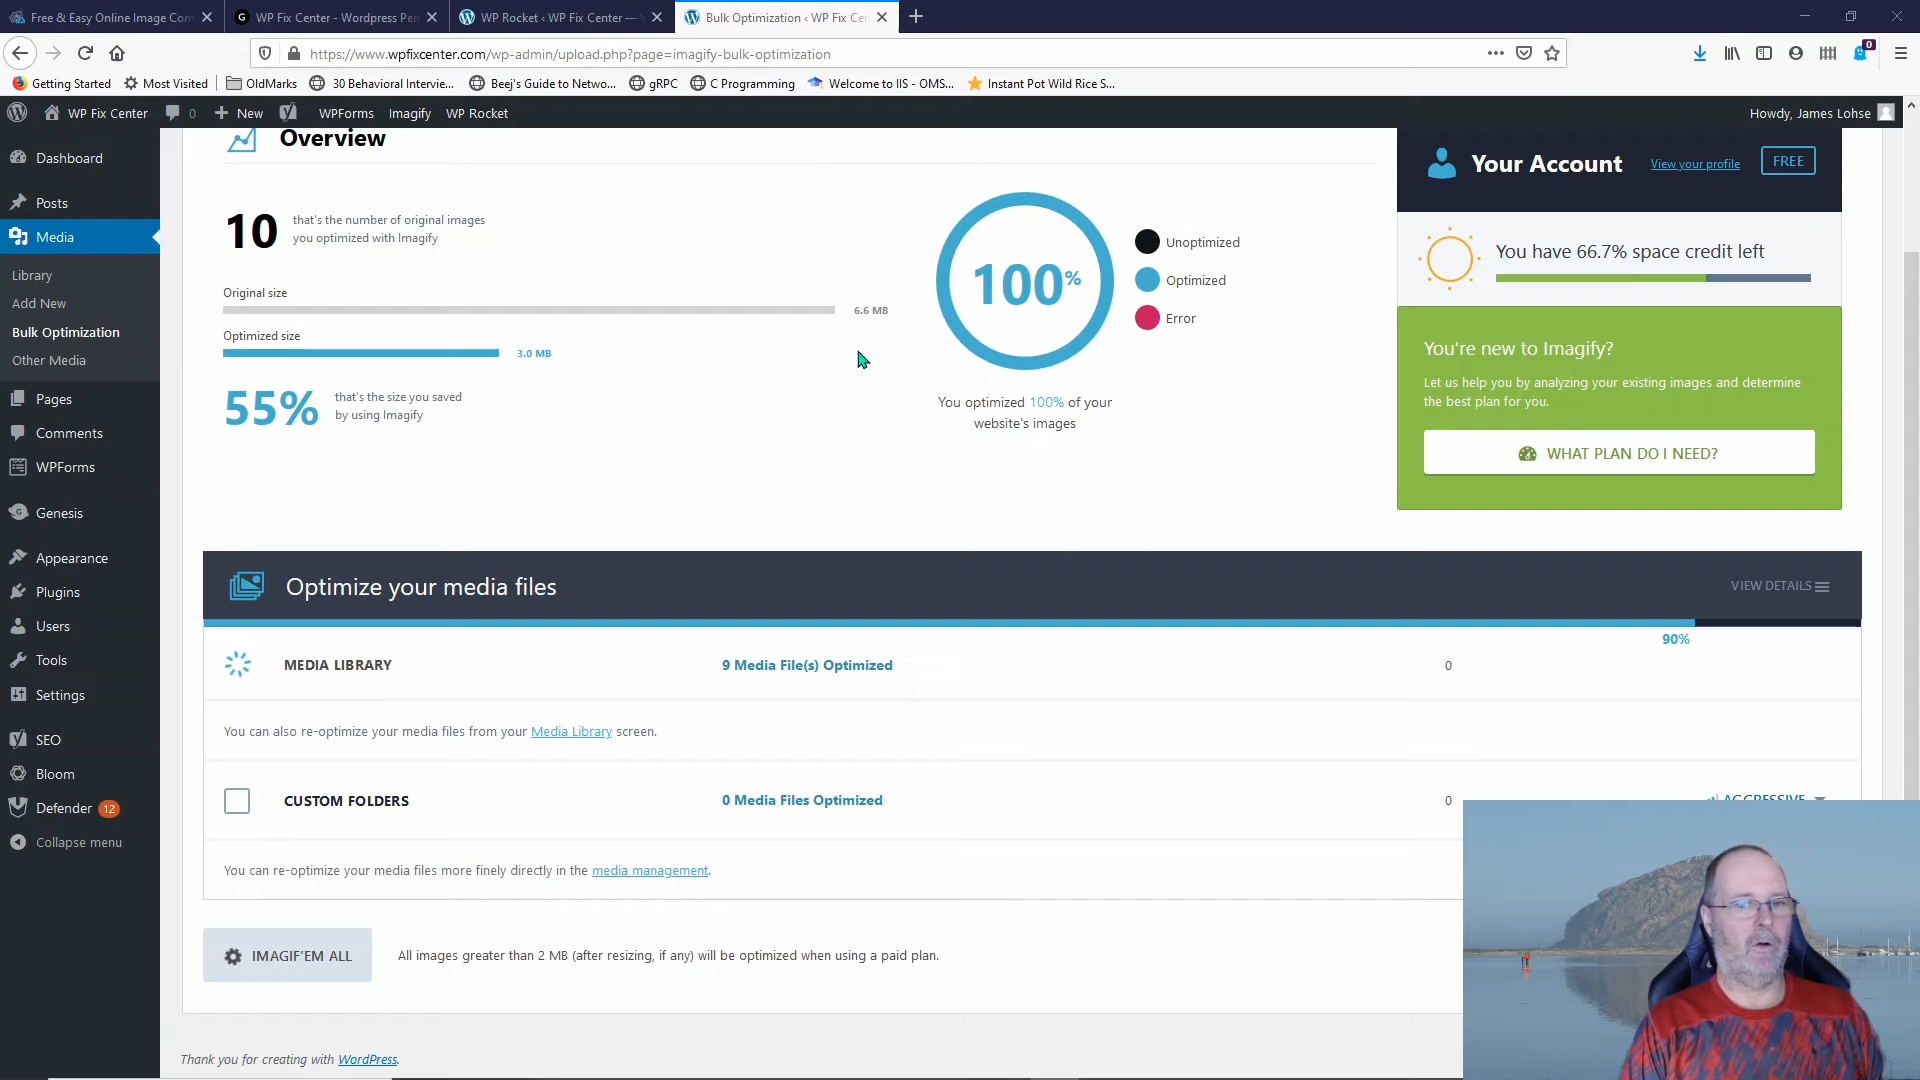 Free & Easy Online Image Com
WP Fix Center - Wordpress Per
WP Rocket ‹ WP Fix Center —
Bulk Optimization ‹ WP Fix Cen
https://www.wpfixcenter.com/wp-admin/upload.php?page=imagify-bulk-optimization
0
Getting Started
Most Visited
OldMarks
30 Behavioral Intervie...
Beej's Guide to Netwo...
gRPC
C Programming
Welcome to IIS - OMS...
Instant Pot Wild Rice S...
WP Fix Center
0
New
WPForms
Imagify
WP Rocket
Howdy, James Lohse
Dashboard
Posts
Media
Library
Add New
Bulk Optimization
Other Media
Pages
Comments
WPForms
Genesis
Appearance
Plugins
Users
Tools
Settings
SEO
Bloom
Defender 12
Collapse menu
Overview
10
that's the number of original images
you optimized with Imagify
Original size
6.6 MB
Optimized size
3.0 MB
55%
that's the size you saved
by using Imagify
100%
Unoptimized
Optimized
Error
You optimized 100% of your
website's images
Your Account
View your profile
FREE
You have 66.7% space credit left
You're new to Imagify?
Let us help you by analyzing your existing images and determine
the best plan for you.
WHAT PLAN DO I NEED?
Optimize your media files
VIEW DETAILS
90%
MEDIA LIBRARY
9 Media File(s) Optimized
0
You can also re-optimize your media files from your Media Library screen.
CUSTOM FOLDERS
0 Media Files Optimized
0
AGGRESSIVE
You can re-optimize your media files more finely directly in the media management.
IMAGIF'EM ALL
All images greater than 2 MB (after resizing, if any) will be optimized when using a paid plan.
Thank you for creating with WordPress.